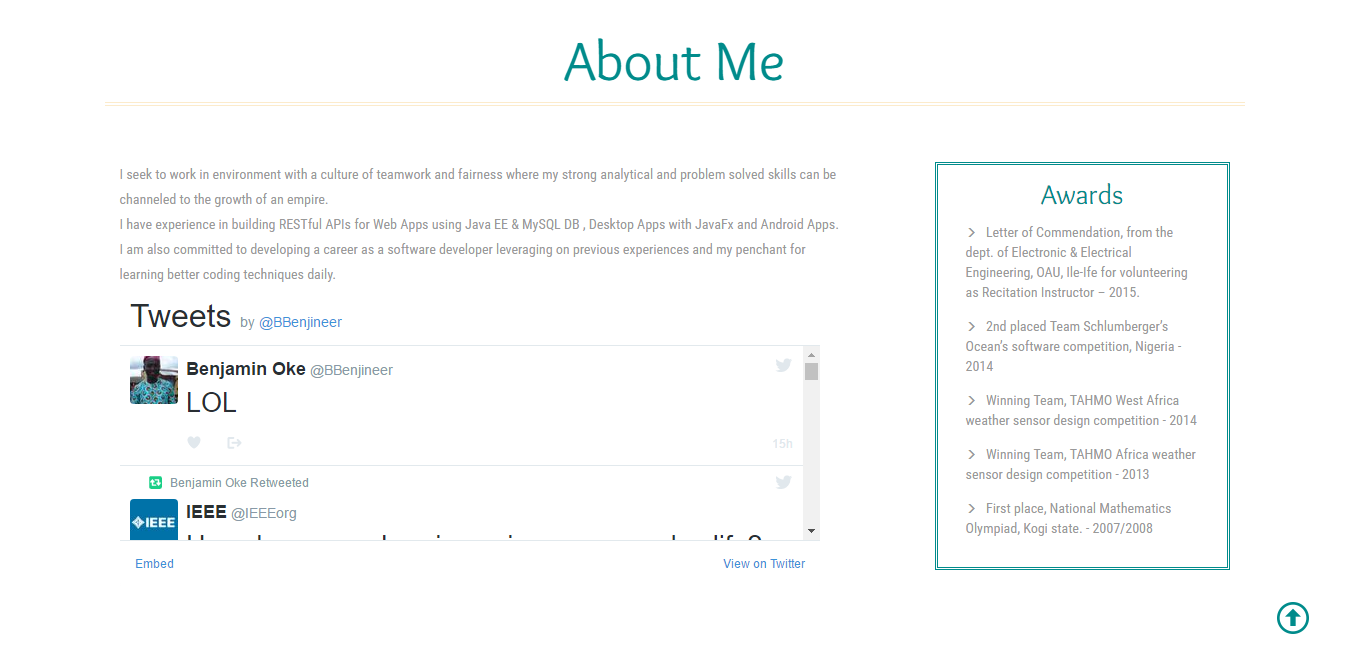 About Me
I seek to work in environment with a culture of teamwork and fairness where my strong analytical and problem solved skills can be
channeled to the growth of an empire.
I have experience in building RESTful APIs for Web Apps using Java EE & MySQL DB , Desktop Apps with JavaFx and Android Apps.
I am also committed to developing a career as a software developer leveraging on previous experiences and my penchant for
learning better coding techniques daily.
Tweets by @BBenjineer
Benjamin Oke @BBenjineer
LOL
15h
Benjamin Oke Retweeted
IEEE
IEEE @IEEEorg
Embed
View on Twitter
Awards
Letter of Commendation, from the
dept. of Electronic & Electrical
Engineering, OAU, Ile-Ife for volunteering
as Recitation Instructor – 2015.
2nd placed Team Schlumberger's
Ocean's software competition, Nigeria -
2014
Winning Team, TAHMO West Africa
weather sensor design competition - 2014
Winning Team, TAHMO Africa weather
sensor design competition - 2013
First place, National Mathematics
Olympiad, Kogi state. - 2007/2008